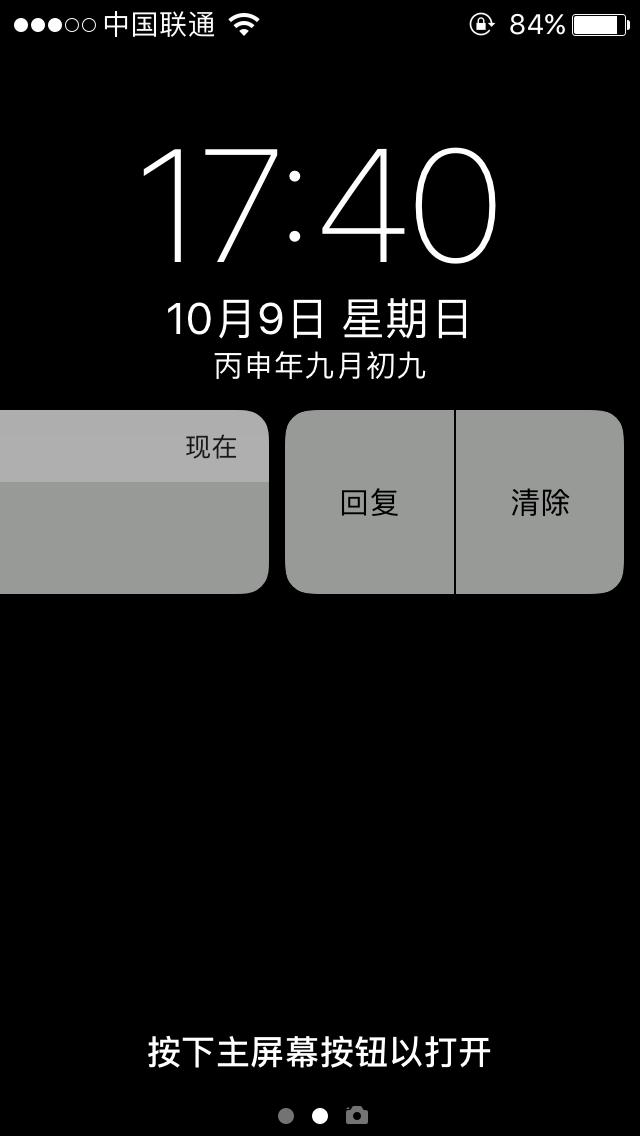 中国联通 84%
17:40
10月9日 星期日
丙申年九月初九
现在
回复 清除
按下主屏幕按钮以打开